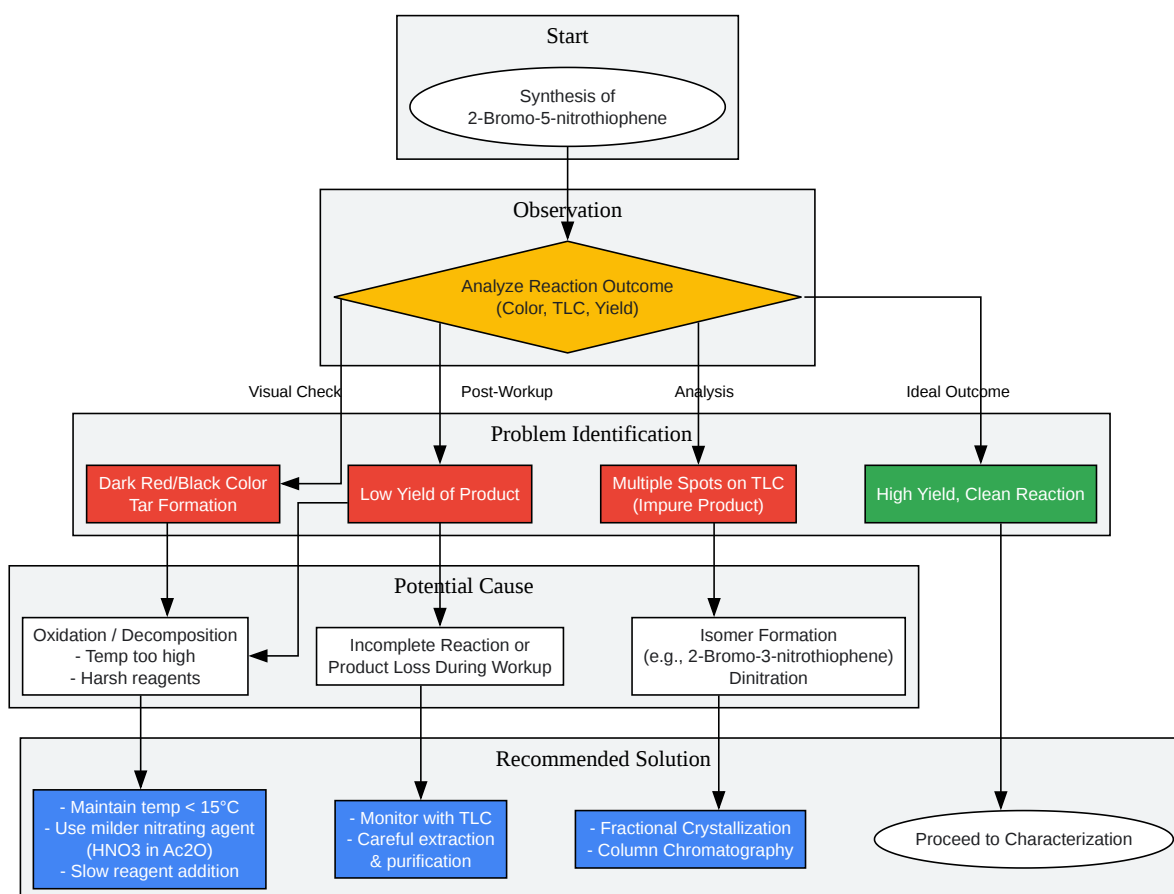 Start
Synthesis of
2-Bromo-5-nitrothiophene
Observation
Analyze Reaction Outcome
(Color, TLC, Yield)
Visual Check
Post-Workup
Analysis
Ideal Outcome
Problem Identification
Dark Red/Black Color
Tar Formation
Low Yield of Product
Multiple Spots on TLC
(Impure Product)
High Yield, Clean Reaction
Potential Cause
Oxidation / Decomposition
- Temp too high
- Harsh reagents
Incomplete Reaction or
Product Loss During Workup
Isomer Formation
(e.g., 2-Bromo-3-nitrothiophene)
Dinitration
Recommended Solution
- Maintain temp < 15°C
- Use milder nitrating agent
(HNO3 in Ac2O)
- Slow reagent addition
- Monitor with TLC
- Careful extraction
& purification
- Fractional Crystallization
- Column Chromatography
Proceed to Characterization